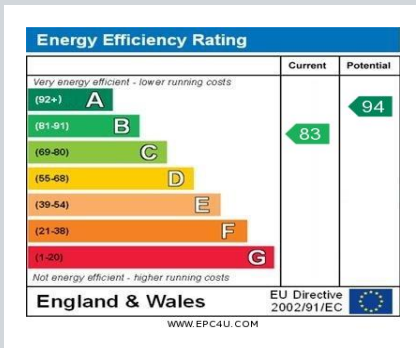 Energy Efficiency Rating
Current Potential
Very energy efficient - lower running costs
(92+) A
94
(81-91) B
83
(69-80) C
(55-68) D
(39-54) E
(21-38) F
(1-20) G
Not energy efficient - higher running costs
England & Wales
EU Directive
2002/91/EC
WWW.EPC4U.COM